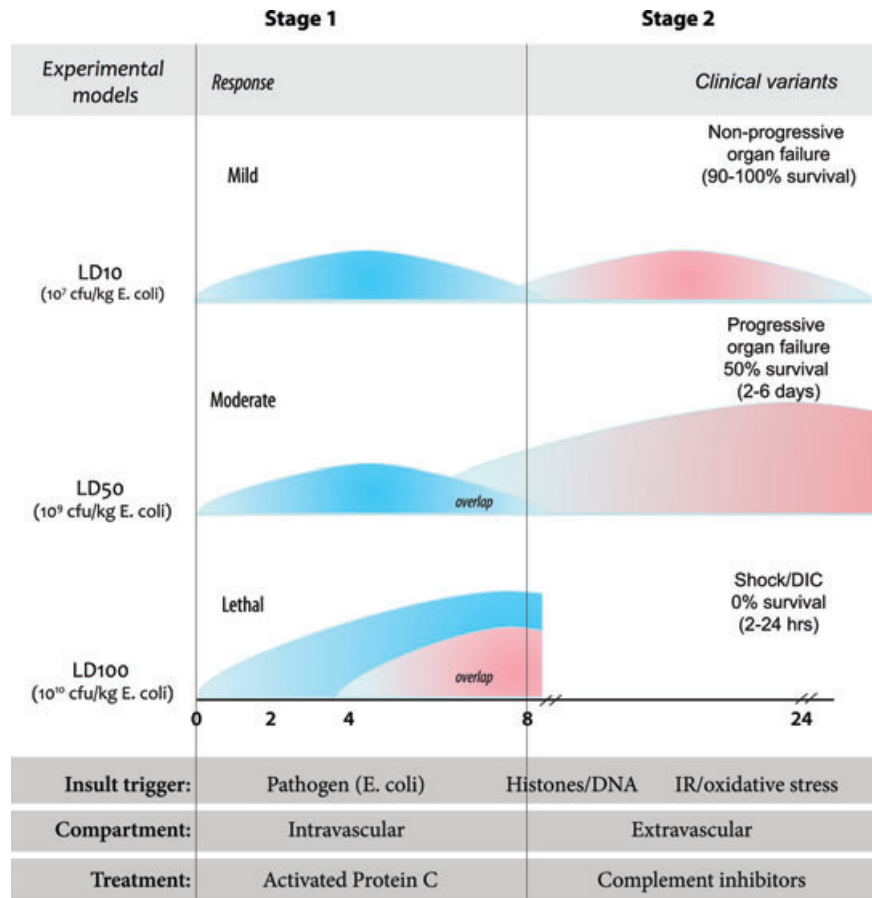 Stage 1
Stage 2
Experimental
models
Response
Clinical variants
Mild
Non-progressive
organ failure
(90-100% survival)
LD10
(10⁷ cfu/kg E. coli)
Moderate
Progressive
organ failure
50% survival
(2-6 days)
LD50
(10⁹ cfu/kg E. coli)
overlap
Lethal
Shock/DIC
0% survival
(2-24 hrs)
LD100
(10¹⁰ cfu/kg E. coli)
overlap
0 2 4 8 24
Insult trigger: Pathogen (E. coli) Histones/DNA IR/oxidative stress
Compartment: Intravascular Extravascular
Treatment: Activated Protein C Complement inhibitors